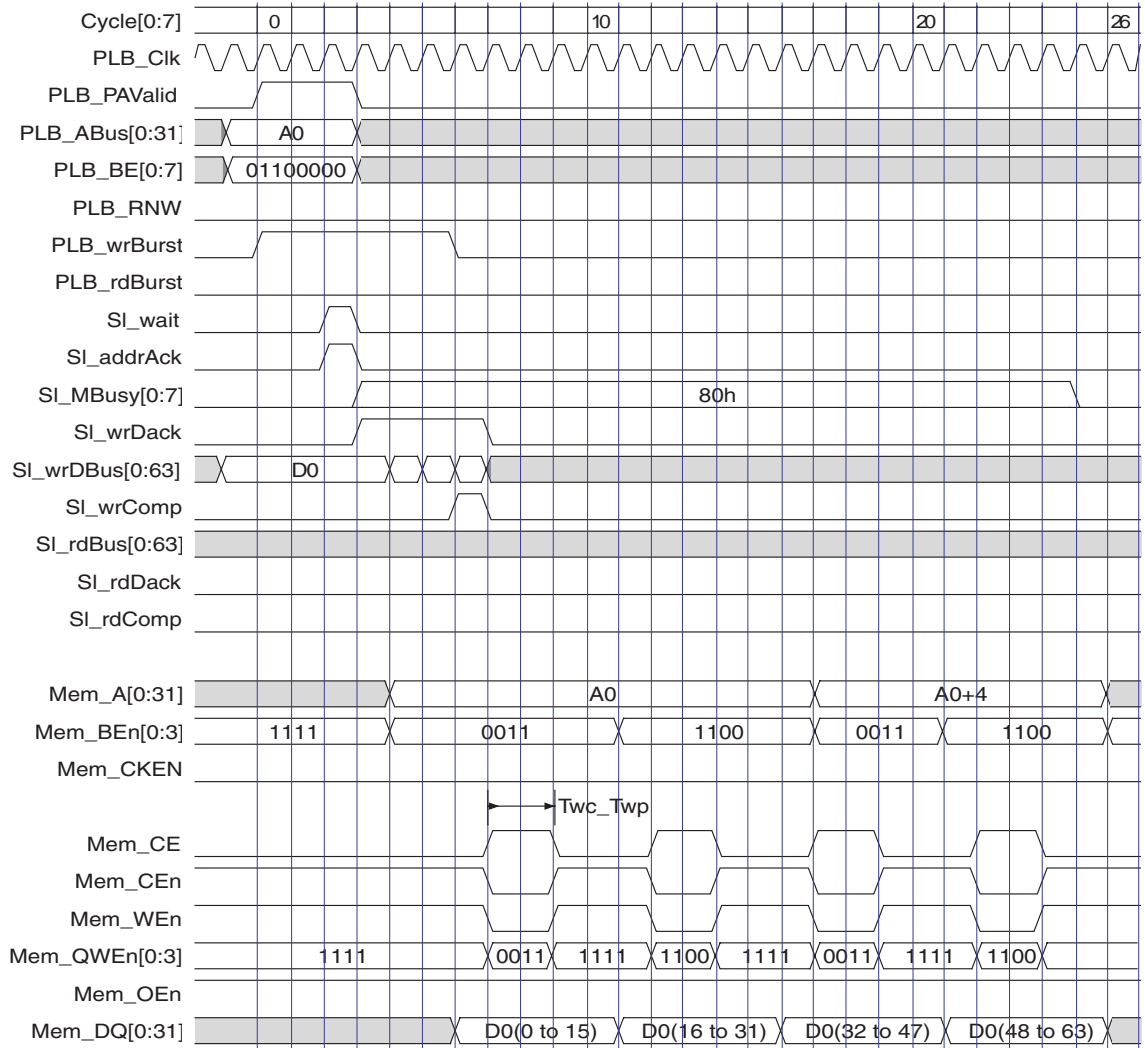 Cycle[0:7] 0 10 20 26
PLB_Clk
PLB_PAValid
PLB_ABus[0:31] A0
PLB_BE[0:7] 01100000
PLB_RNW
PLB_wrBurst
PLB_rdBurst
Sl_wait
Sl_addrAck
Sl_MBusy[0:7] 80h
Sl_wrDack
Sl_wrDBus[0:63] D0
Sl_wrComp
Sl_rdBus[0:63]
Sl_rdDack
Sl_rdComp
Mem_A[0:31] A0 A0+4
Mem_BEn[0:3] 1111 0011 1100 0011 1100
Mem_CKEN
Twc_Twp
Mem_CE
Mem_CEn
Mem_WEn
Mem_QWEn[0:3] 1111 0011 1111 1100 1111 0011 1111 1100
Mem_OEn
Mem_DQ[0:31] D0(0 to 15) D0(16 to 31) D0(32 to 47) D0(48 to 63)